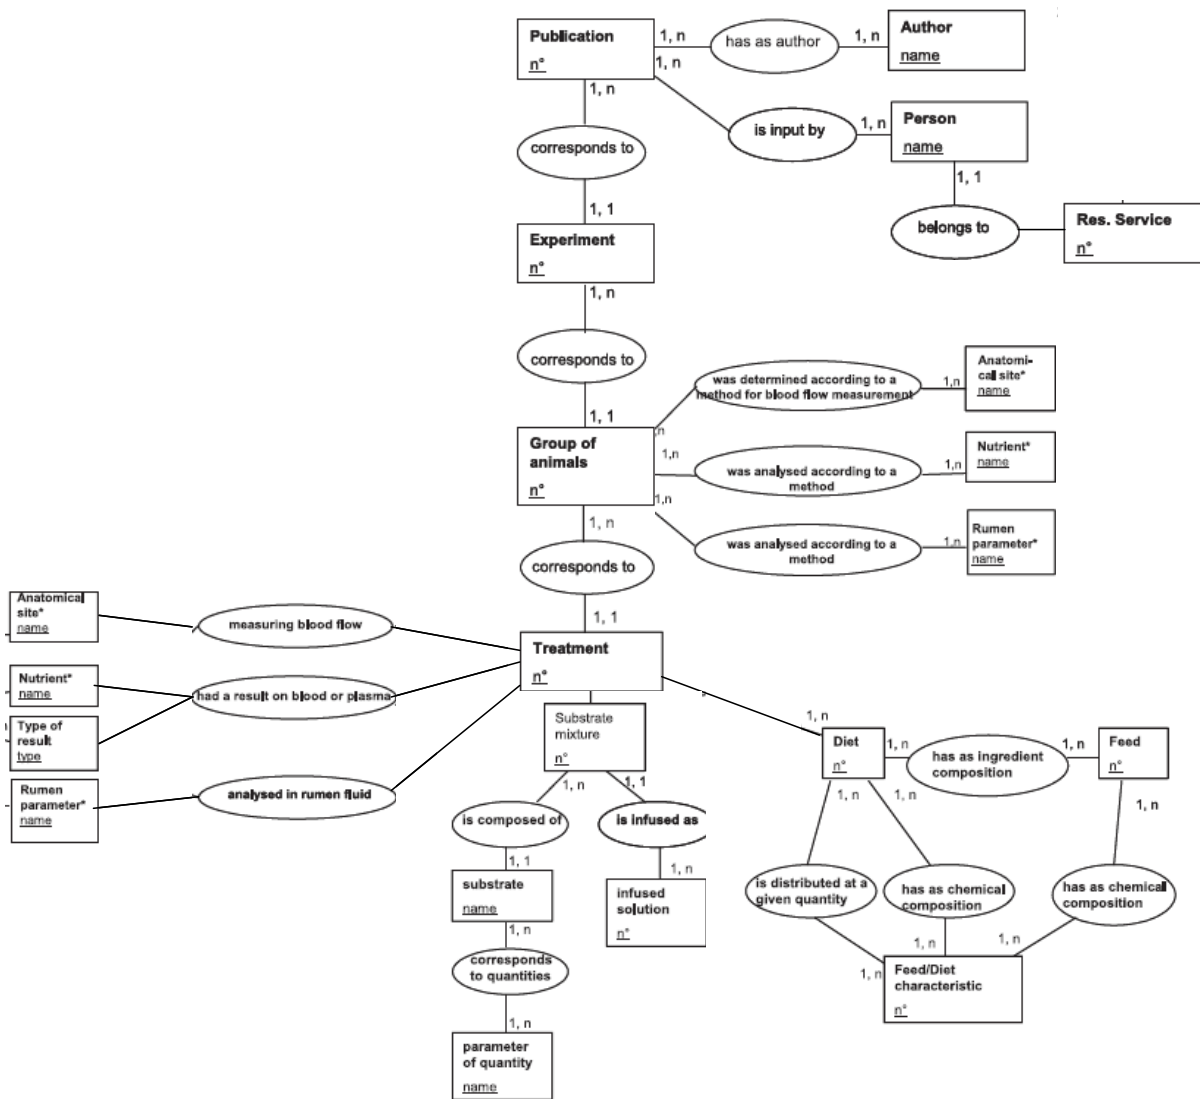 Publication
n°
1, n
has as author
1, n
Author
name
1, n
is input by
1, n
Person
name
1, n
corresponds to
1, 1
belongs to
Res. Service
n°
1, 1
Experiment
n°
1, n
corresponds to
1, 1
Group of
animals
n°
was determined according to a
method for blood flow measurement
1,n
Anatomi-
cal site*
name
,n
1,n
was analysed according to a
method
1,n
Nutrient*
name
1,n
was analysed according to a
method
1,n
Rumen
parameter*
name
1, n
corresponds to
1, 1
Treatment
n°
Anatomical
site*
name
measuring blood flow
Nutrient*
name
had a result on blood or plasma
Type of
result
type
Rumen
parameter*
name
analysed in rumen fluid
Substrate
mixture
n°
1, n
1, 1
is composed of
is infused as
1, 1
1, n
substrate
name
infused
solution
n°
1, n
corresponds
to quantities
1, n
parameter
of quantity
name
1, n
Diet
n°
1, n
has as ingredient
composition
1, n
Feed
n°
1, n
1, n
1, n
is distributed at a
given quantity
has as chemical
composition
has as chemical
composition
1, n
1, n
1, n
Feed/Diet
characteristic
n°